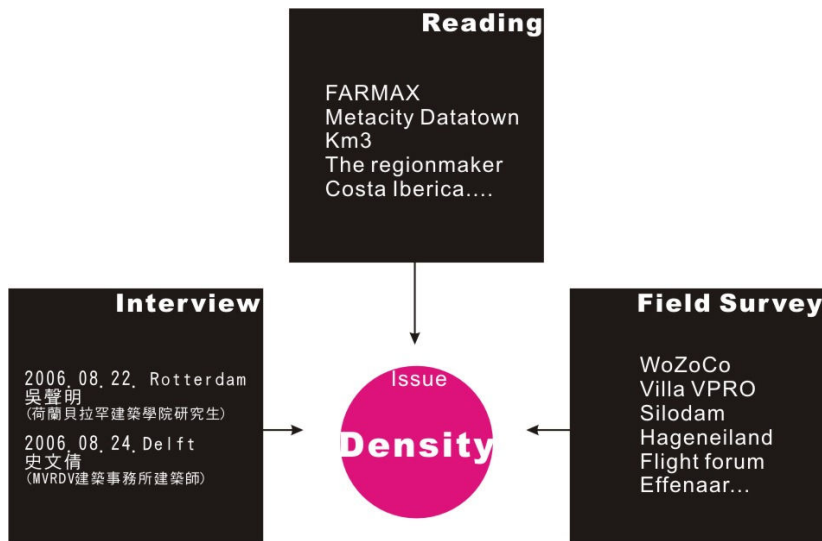 Reading
FARMAX
Metacity Datatown
Km3
The regionmaker
Costa Iberica....
Interview
2006.08.22. Rotterdam
吳聲明
(荷蘭貝拉罕建築學院研究生)
2006.08.24.Delft
史文倩
(MVRDV建築事務所建築師)
Issue
Density
Field Survey
WoZoCo
Villa VPRO
Silodam
Hageneiland
Flight forum
Effenaar...